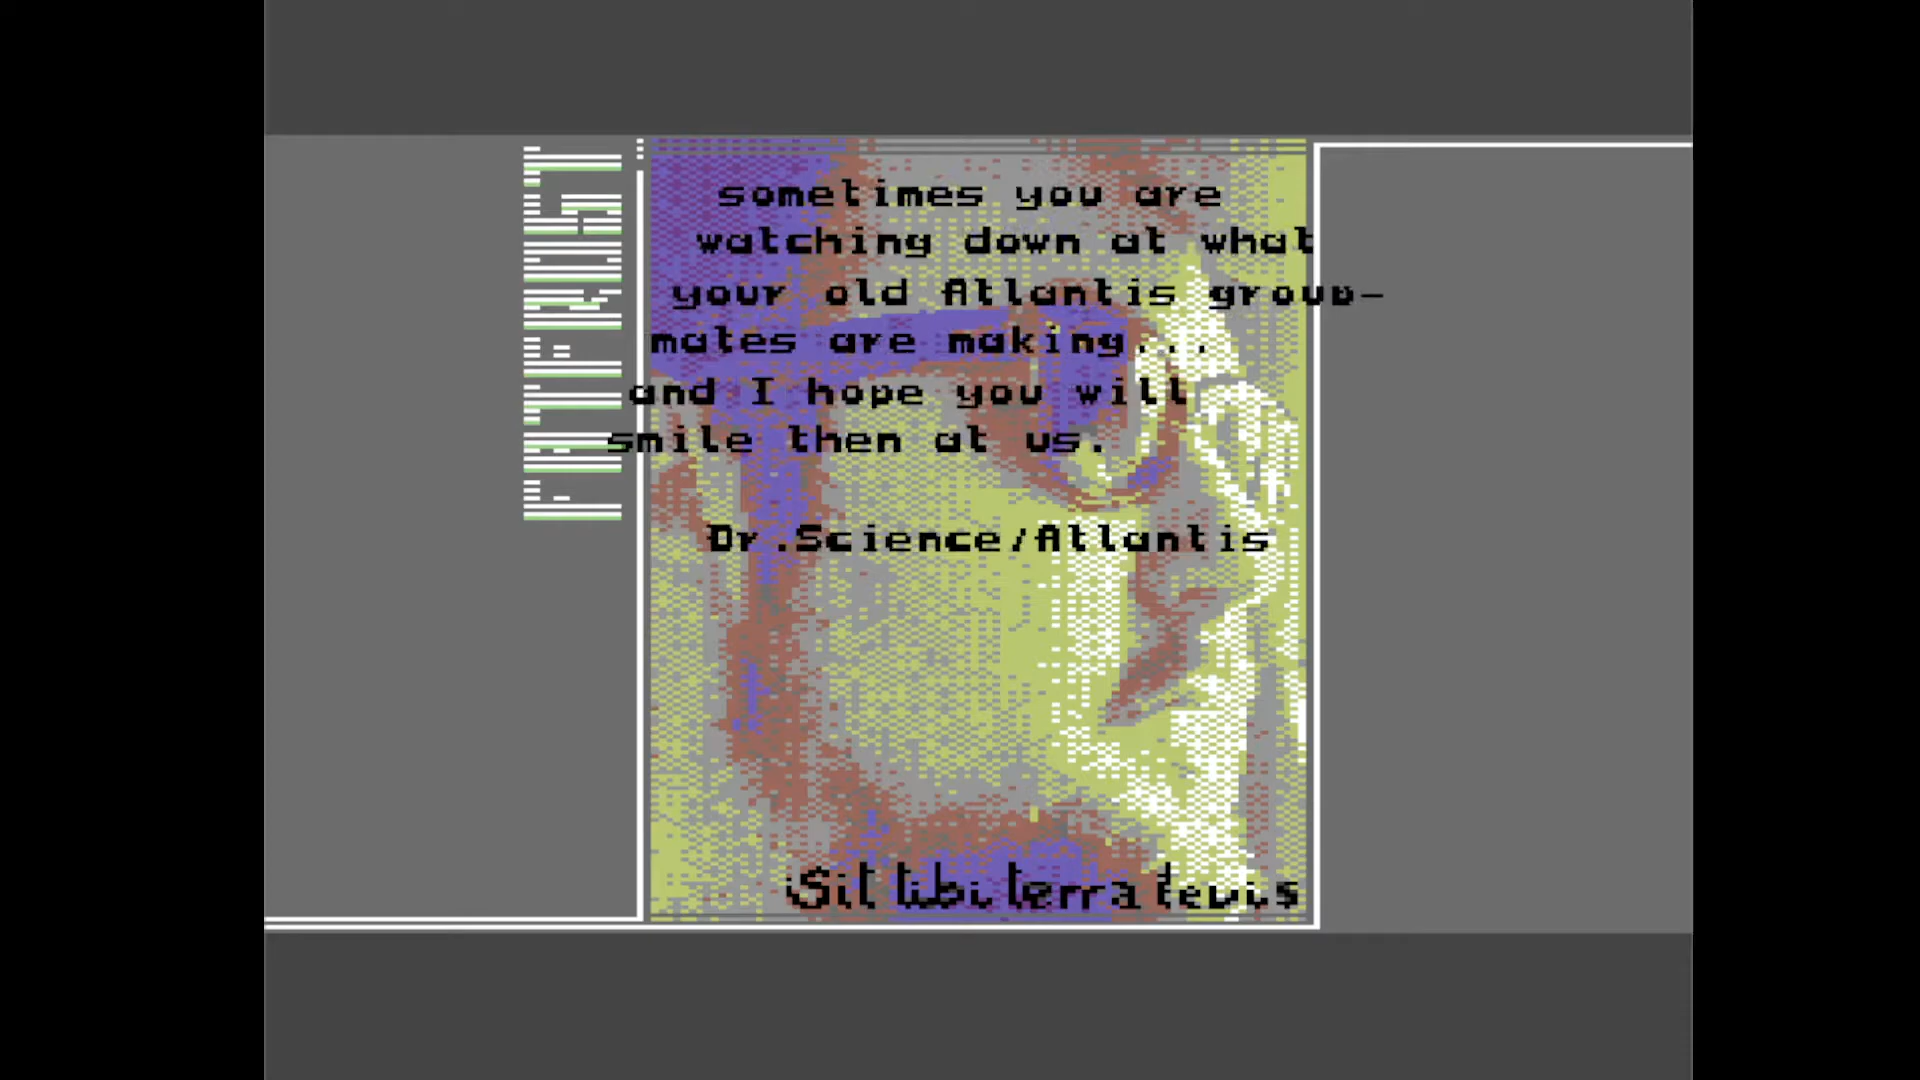 sometimes you are
watching down at what
your old Atlantis group-
mates are making...
and I hope you will
smile then at us.
Dr.Science/Atlantis
Sit tibi terra levis